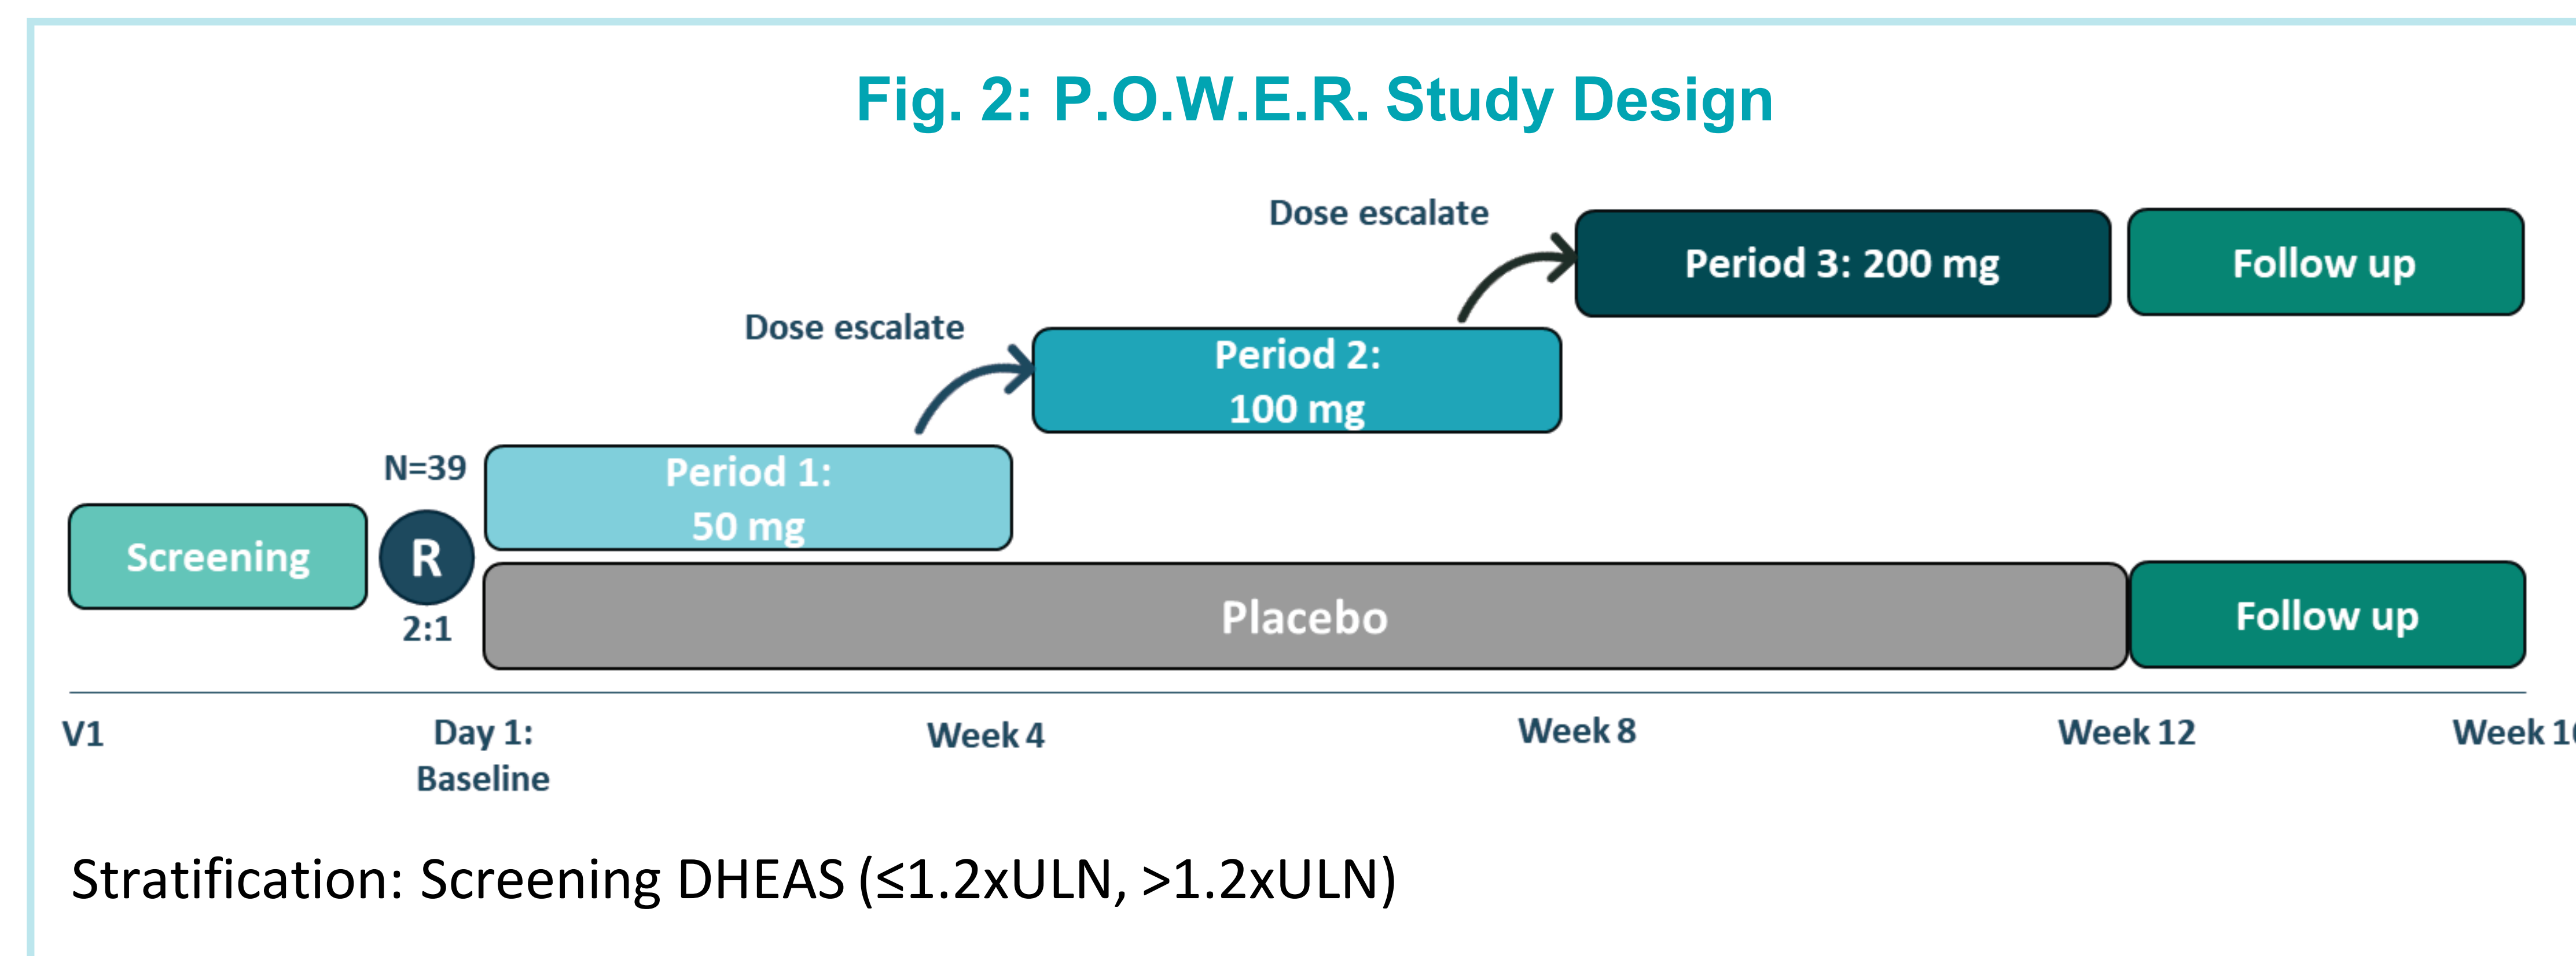 Fig. 2: P.O.W.E.R. Study Design
Dose escalate
Period 3: 200 mg
Follow up
Dose escalate
Period 2:
100 mg
N=39
Period 1:
50 mg
Screening
R
2:1
Placebo
Follow up
V1
Day 1:
Baseline
Week 4
Week 8
Week 12
Week
Stratification: Screening DHEAS (≤1.2xULN, >1.2xULN)